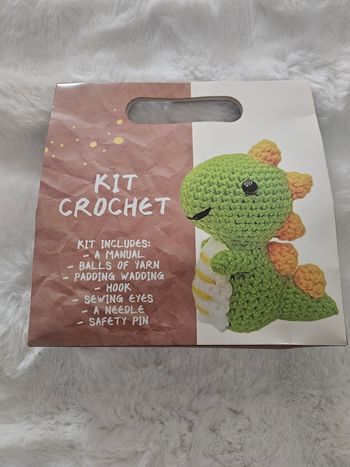 KIT
CROCHET
KIT INCLUDES:
- A MANUAL
- BALLS OF YARN
- PADDING WADDING
- HOOK
- SEWING EYES
- A NEEDLE
- SAFETY PIN